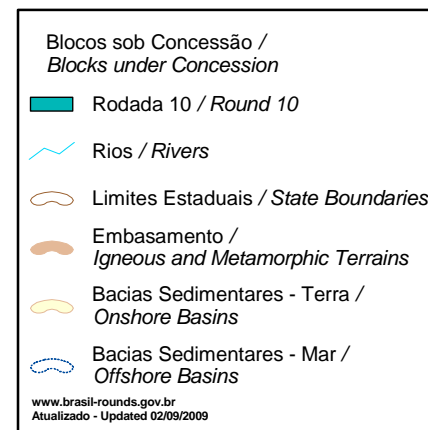 Blocos sob Concessão /
Blocks under Concession
Rodada 10 / Round 10
Rios / Rivers
Limites Estaduais / State Boundaries
Embasamento /
Igneous and Metamorphic Terrains
Bacias Sedimentares - Terra /
Onshore Basins
Bacias Sedimentares - Mar /
Offshore Basins
www.brasil-rounds.gov.br
Atualizado - Updated 02/09/2009